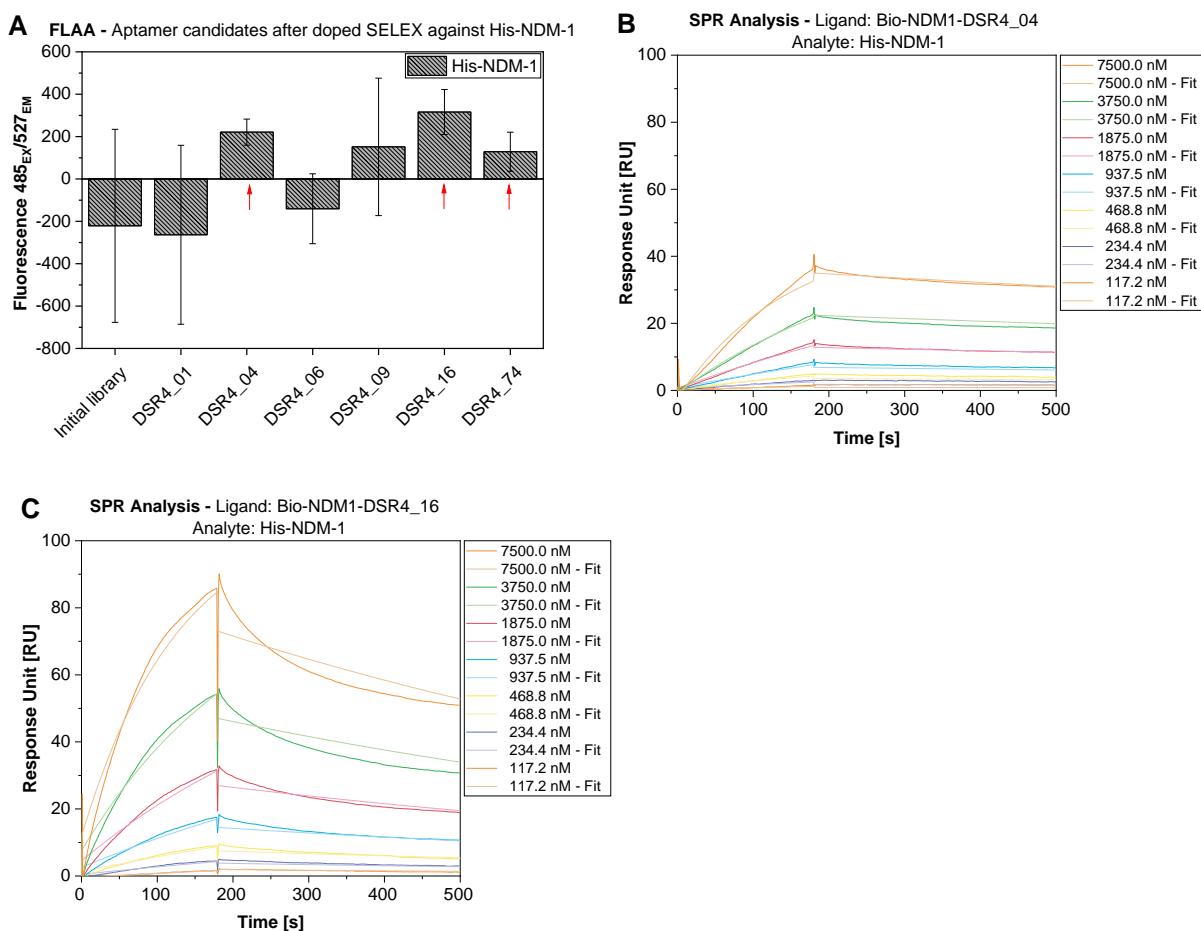 A
FLAA - Aptamer candidates after doped SELEX against His-NDM-1
600
400
200
0
-200
-400
-600
-800
Fluorescence 485EX/527EM
His-NDM-1
Initial library
DSR4_01
DSR4_04
DSR4_06
DSR4_09
DSR4_16
DSR4_74
B
SPR Analysis - Ligand: Bio-NDM1-DSR4_04
Analyte: His-NDM-1
100
80
60
40
20
0
Response Unit [RU]
0
100
200
300
400
500
Time [s]
7500.0 nM
7500.0 nM - Fit
3750.0 nM
3750.0 nM - Fit
1875.0 nM
1875.0 nM - Fit
937.5 nM
937.5 nM - Fit
468.8 nM
468.8 nM - Fit
234.4 nM
234.4 nM - Fit
117.2 nM
117.2 nM - Fit
C
SPR Analysis - Ligand: Bio-NDM1-DSR4_16
Analyte: His-NDM-1
100
80
60
40
20
0
Response Unit [RU]
0
100
200
300
400
500
Time [s]
7500.0 nM
7500.0 nM - Fit
3750.0 nM
3750.0 nM - Fit
1875.0 nM
1875.0 nM - Fit
937.5 nM
937.5 nM - Fit
468.8 nM
468.8 nM - Fit
234.4 nM
234.4 nM - Fit
117.2 nM
117.2 nM - Fit